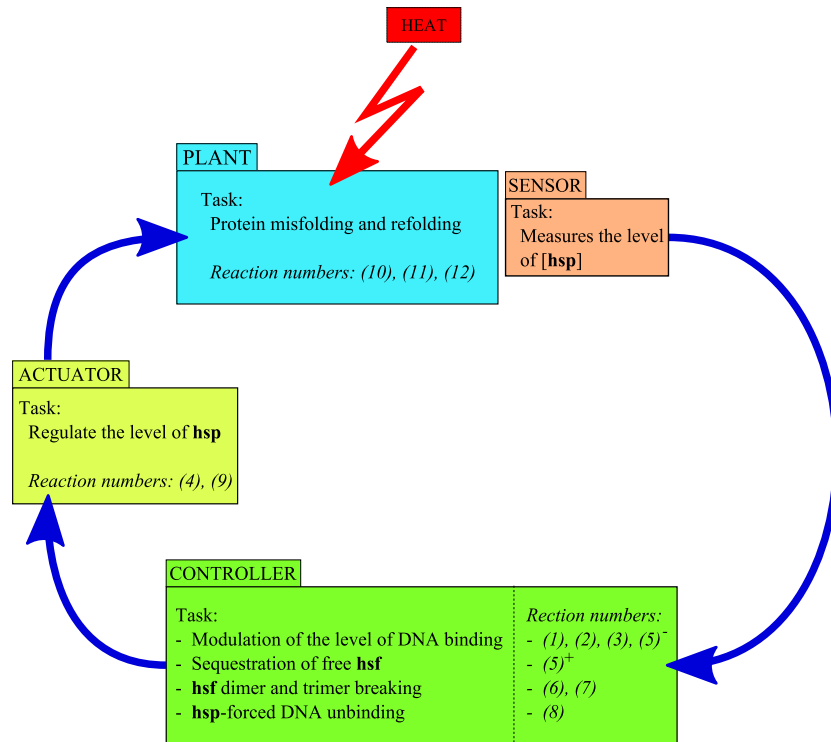 HEAT
PLANT
Task:
Protein misfolding and refolding
Reaction numbers: (10), (11), (12)
SENSOR
Task:
Measures the level
of [hsp]
ACTUATOR
Task:
Regulate the level of hsp
Reaction numbers: (4), (9)
CONTROLLER
Task:
- Modulation of the level of DNA binding
- Sequestration of free hsf
- hsf dimer and trimer breaking
- hsp-forced DNA unbinding
Rection numbers:
- (1), (2), (3), (5)⁻
- (5)⁺
- (6), (7)
- (8)